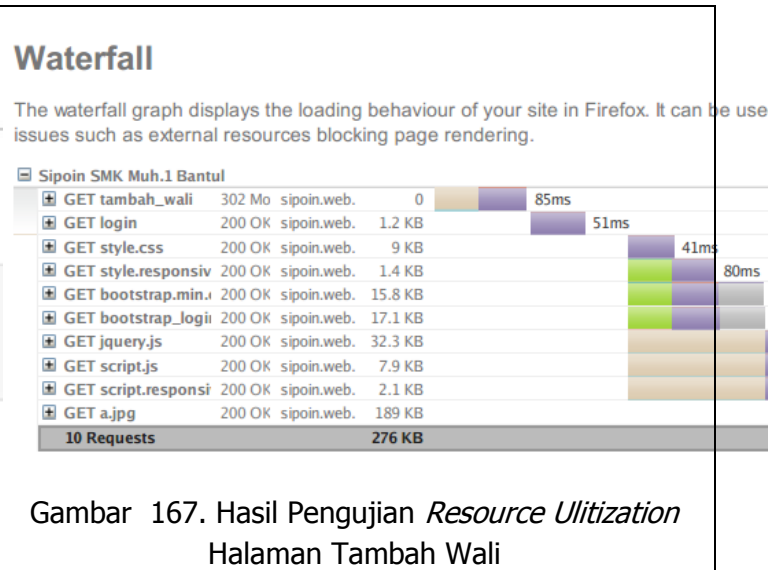 Waterfall
The waterfall graph displays the loading behaviour of your site in Firefox. It can be use
issues such as external resources blocking page rendering.
Sipoin SMK Muh.1 Bantul
GET tambah_wali 302 Mo sipoin.web. 0 85ms
GET login 200 OK sipoin.web. 1.2 KB 51ms
GET style.css 200 OK sipoin.web. 9 KB 41ms
GET style.responsiv 200 OK sipoin.web. 1.4 KB 80ms
GET bootstrap.min. 200 OK sipoin.web. 15.8 KB
GET bootstrap_logi 200 OK sipoin.web. 17.1 KB
GET jquery.js 200 OK sipoin.web. 32.3 KB
GET script.js 200 OK sipoin.web. 7.9 KB
GET script.responsi 200 OK sipoin.web. 2.1 KB
GET a.jpg 200 OK sipoin.web. 189 KB
10 Requests 276 KB
Gambar 167. Hasil Pengujian Resource Ulitization
Halaman Tambah Wali